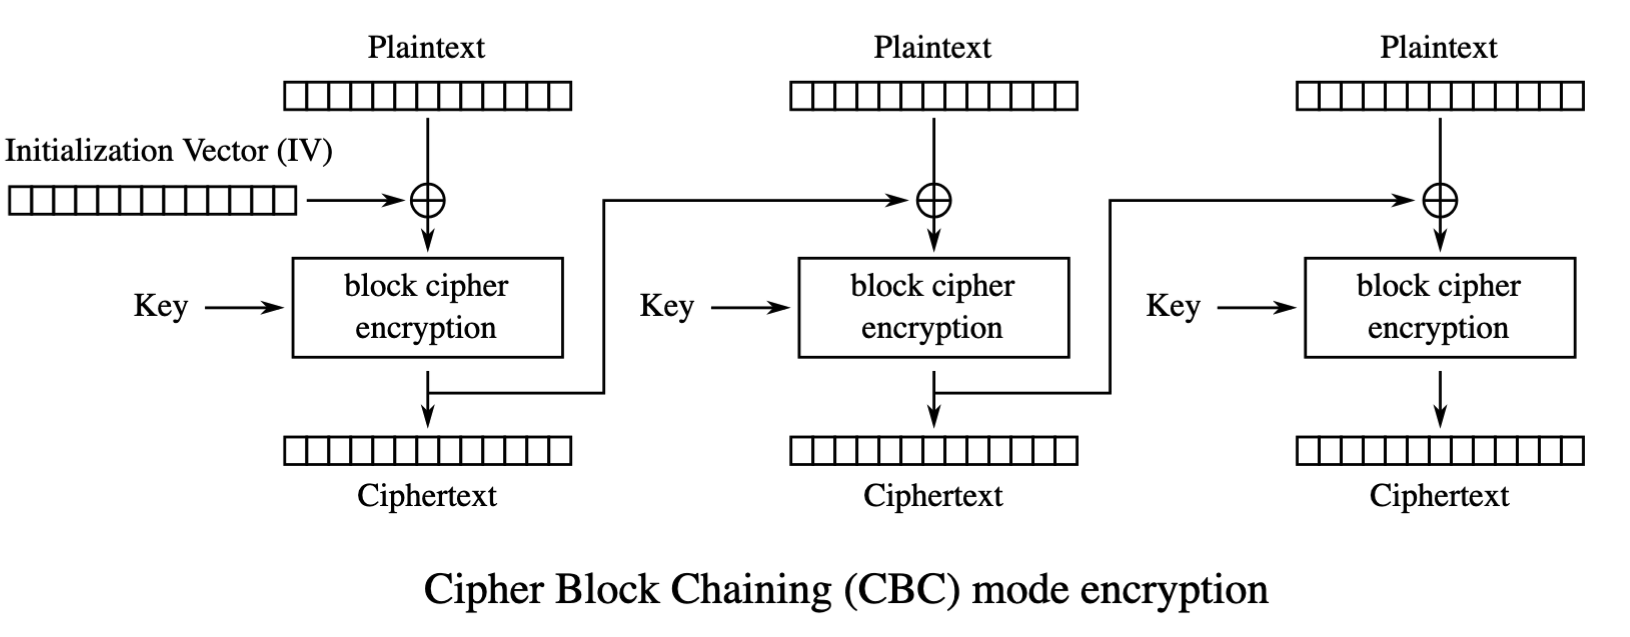 Plaintext
Plaintext
Plaintext
Initialization Vector (IV)
Key
block cipher
encryption
Key
block cipher
encryption
Key
block cipher
encryption
Ciphertext
Ciphertext
Ciphertext
Cipher Block Chaining (CBC) mode encryption